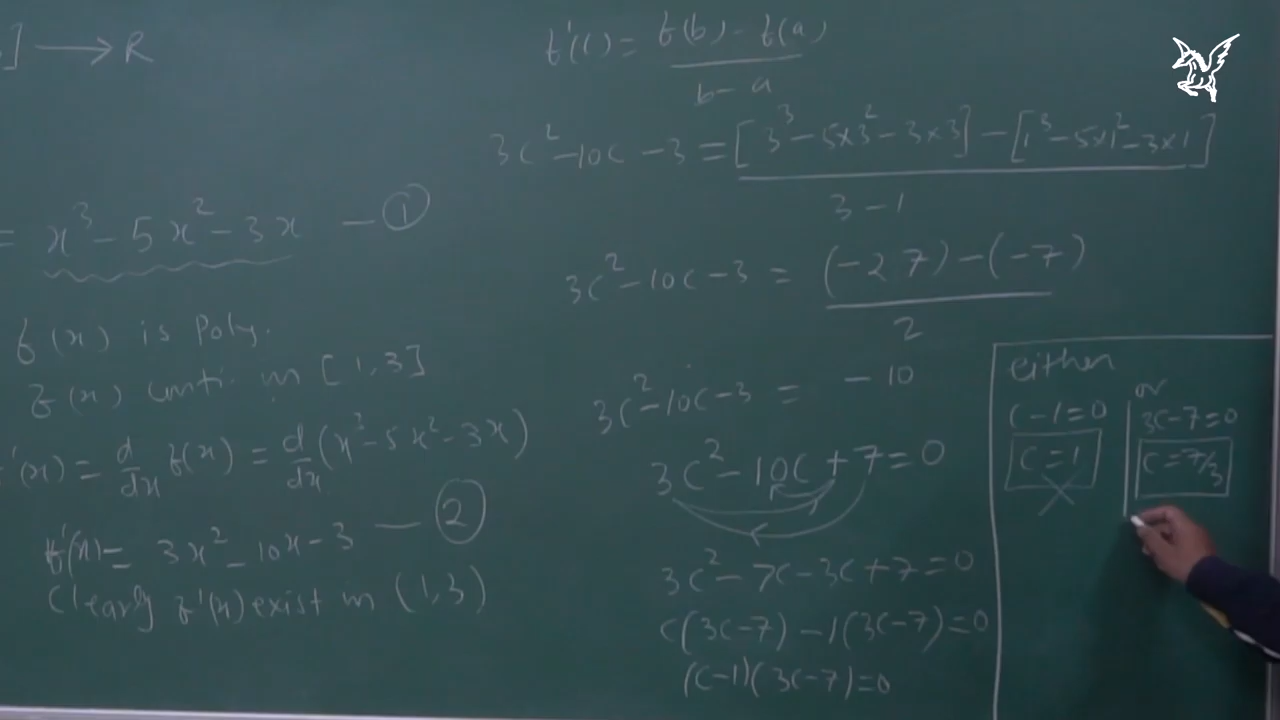 ] ⟶ R
= x³ - 5x² - 3x — ①
f(x) is Poly.
f(x) conti. in [1,3]
'(x) = d/dx f(x) = d/dx (x³ - 5x² - 3x)
f'(x) = 3x² - 10x - 3 — ②
Clearly f'(x) exist in (1,3)
f'(c) = f(b) - f(a) / b - a
3c² - 10c - 3 = [3³ - 5×3² - 3×3] - [1³ - 5×1² - 3×1] / 3 - 1
3c² - 10c - 3 = (-27) - (-7) / 2
3c² - 10c - 3 = -10
3c² - 10c + 7 = 0
3c² - 7c - 3c + 7 = 0
c(3c-7) - 1(3c-7) = 0
(c-1)(3c-7) = 0
either
c-1=0
c=1
or
3c-7=0
c=7/3